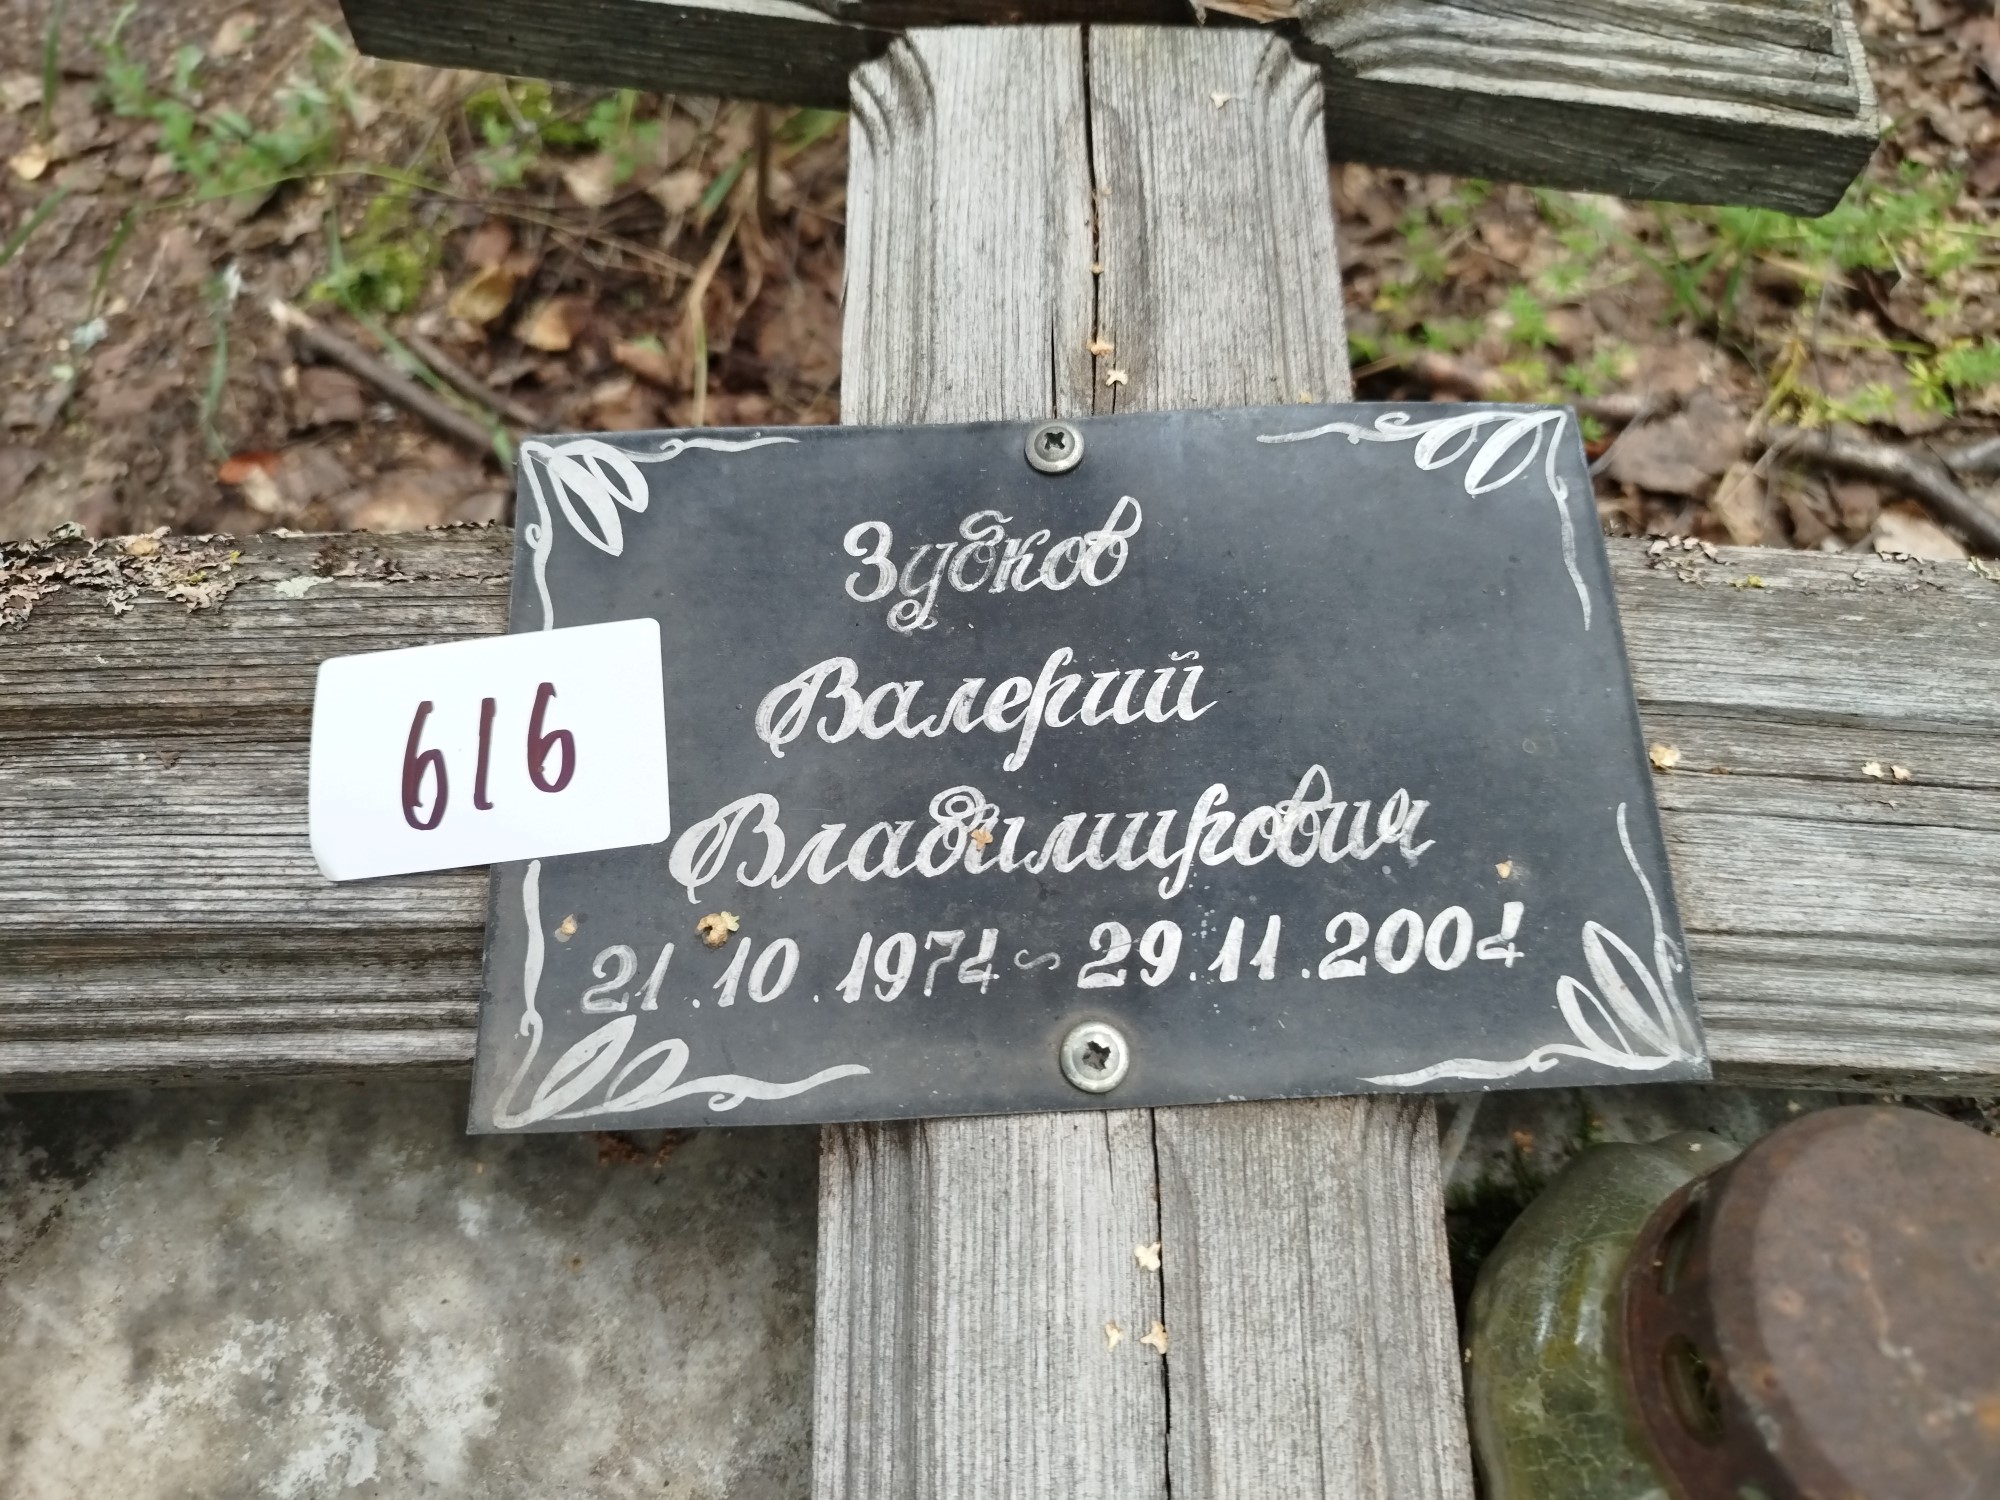 Зубков
Валерий
616
Владимирович
21.10.1974 ~ 29.11.2004